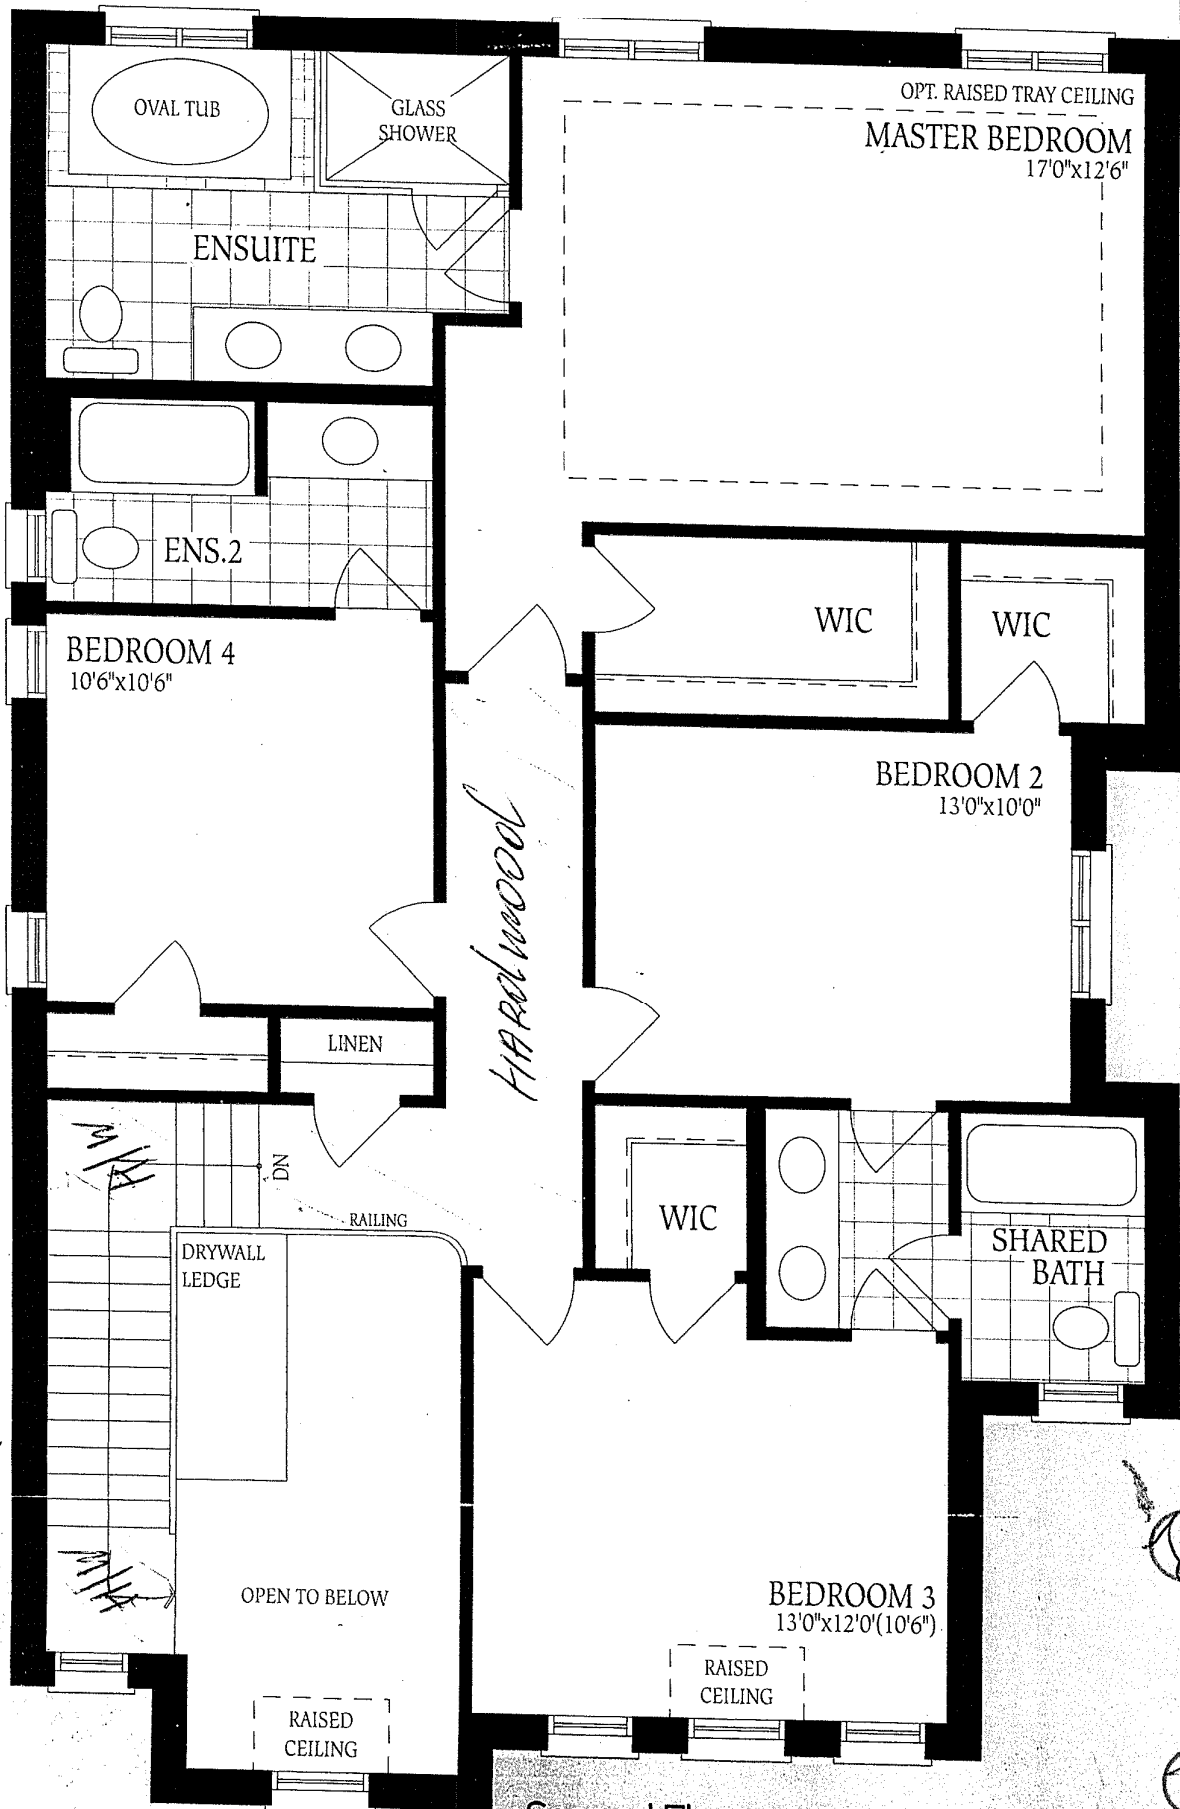 OVAL TUB
GLASS
SHOWER
OPT. RAISED TRAY CEILING
MASTER BEDROOM
17'0"x12'6"
ENSUITE
ENS.2
WIC
WIC
BEDROOM 4
10'6"x10'6"
BEDROOM 2
13'0"x10'0"
HARDWOOD
LINEN
DN
RAILING
DRYWALL
LEDGE
WIC
SHARED
BATH
OPEN TO BELOW
BEDROOM 3
13'0"x12'0'(10'6")
RAISED
CEILING
RAISED
CEILING